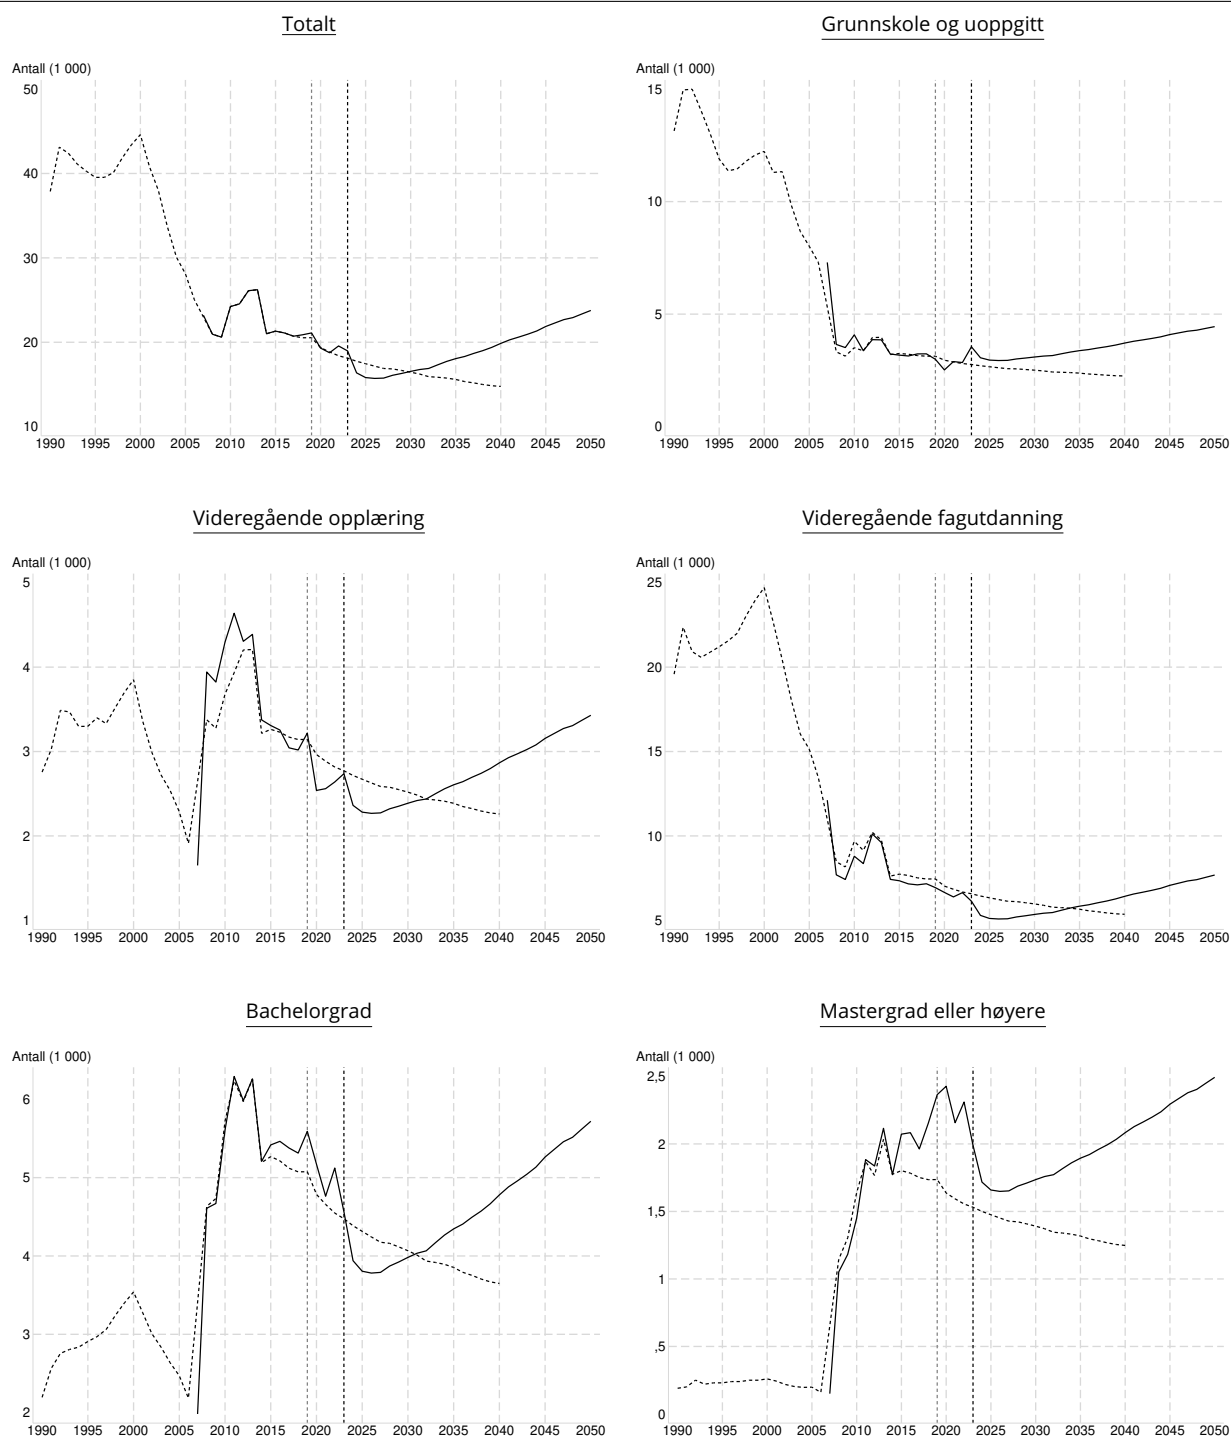 Totalt
Grunnskole og uoppgitt
Antall (1 000)
Antall (1 000)
50
40
30
20
10
1990 1995 2000 2005 2010 2015 2020 2025 2030 2035 2040 2045 2050
15
10
5
0
1990 1995 2000 2005 2010 2015 2020 2025 2030 2035 2040 2045 2050
Videregående opplæring
Videregående fagutdanning
Antall (1 000)
Antall (1 000)
5
4
3
2
1
1990 1995 2000 2005 2010 2015 2020 2025 2030 2035 2040 2045 2050
25
20
15
10
5
1990 1995 2000 2005 2010 2015 2020 2025 2030 2035 2040 2045 2050
Bachelorgrad
Mastergrad eller høyere
Antall (1 000)
Antall (1 000)
6
5
4
3
2
1990 1995 2000 2005 2010 2015 2020 2025 2030 2035 2040 2045 2050
2,5
2
1,5
1
,5
0
1990 1995 2000 2005 2010 2015 2020 2025 2030 2035 2040 2045 2050